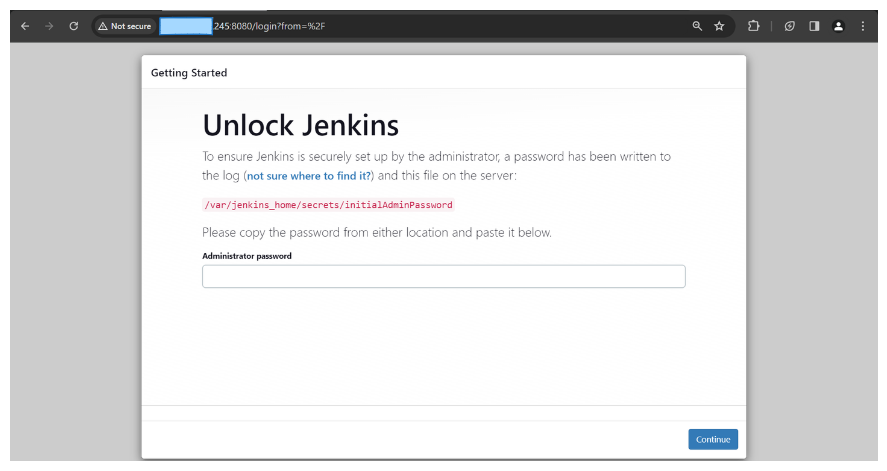 Not secure 245:8080/login?from=%2F
Getting Started
Unlock Jenkins
To ensure Jenkins is securely set up by the administrator, a password has been written to
the log (not sure where to find it?) and this file on the server:
/var/jenkins_home/secrets/initialAdminPassword
Please copy the password from either location and paste it below.
Administrator password
Continue